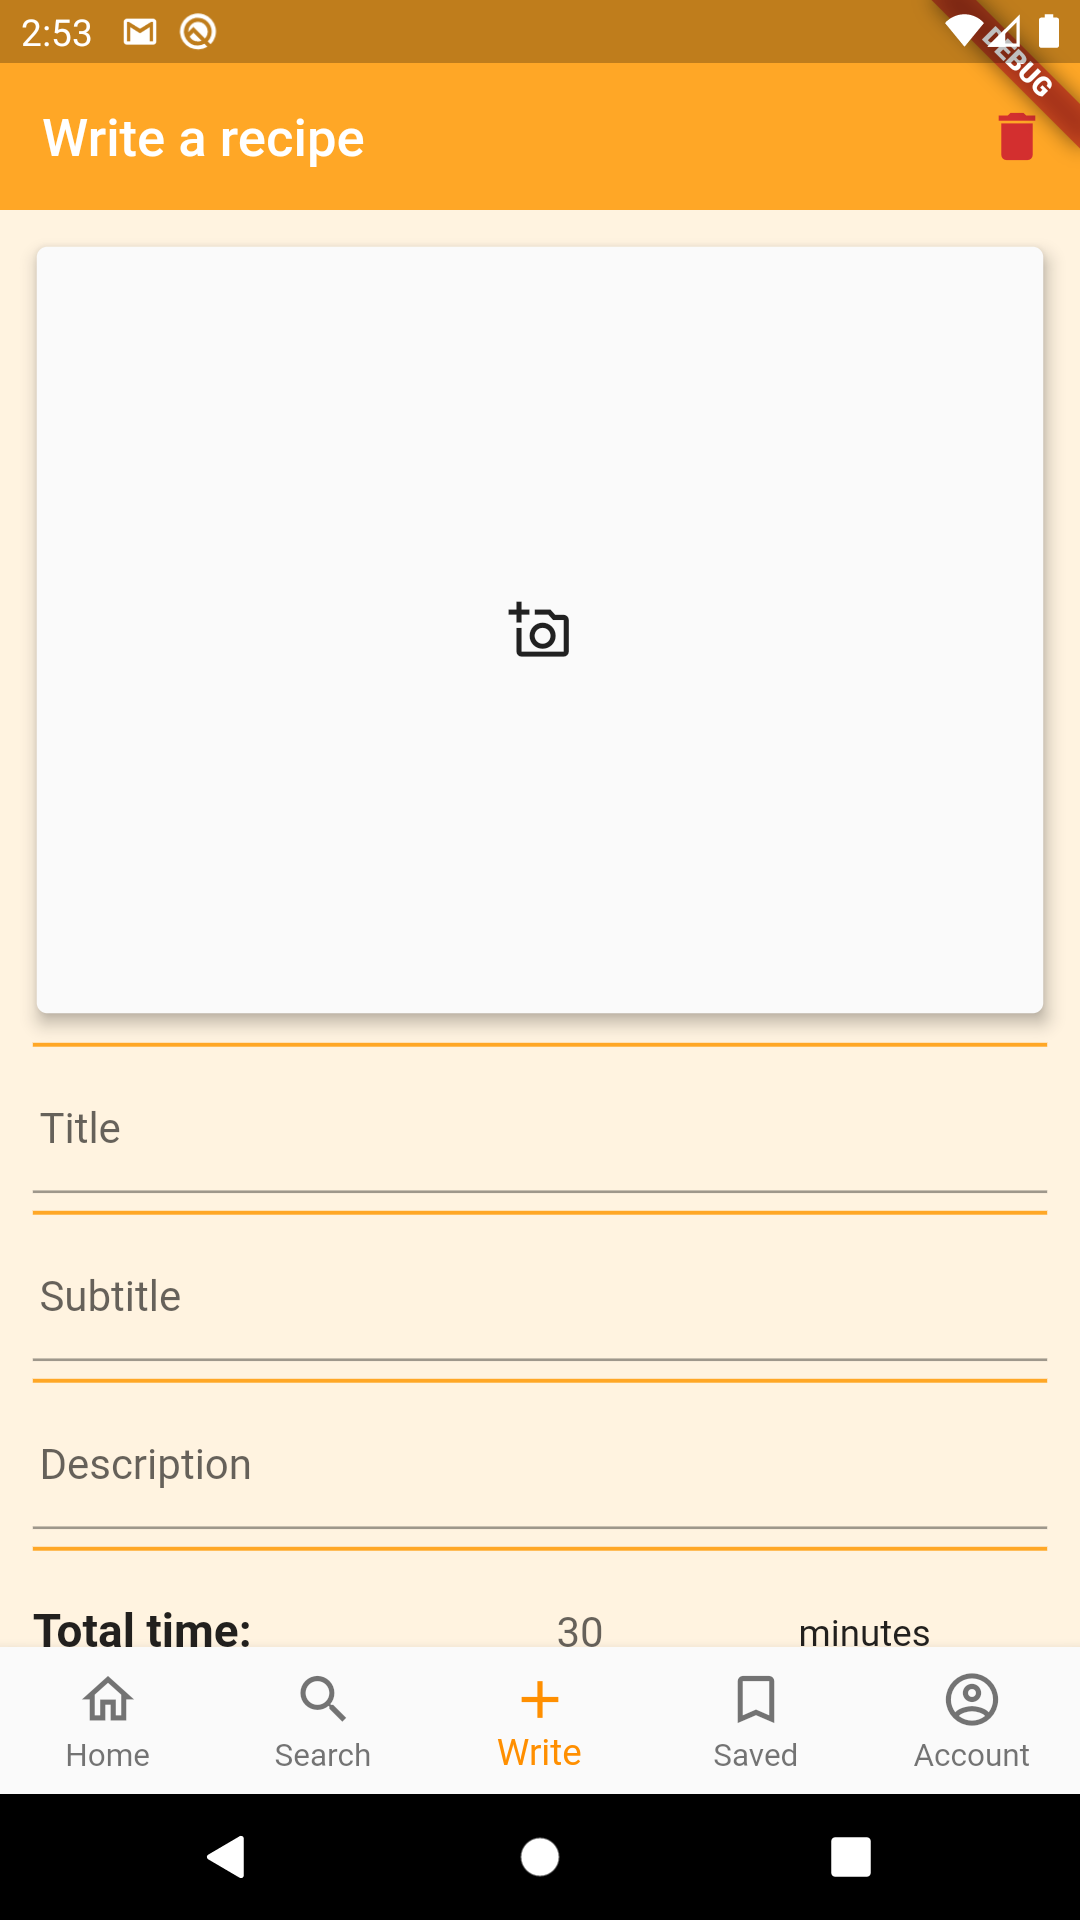 2:53
DEBUG
Write a recipe
Title
Subtitle
Description
Total time: 30 minutes
Home Search Write Saved Account